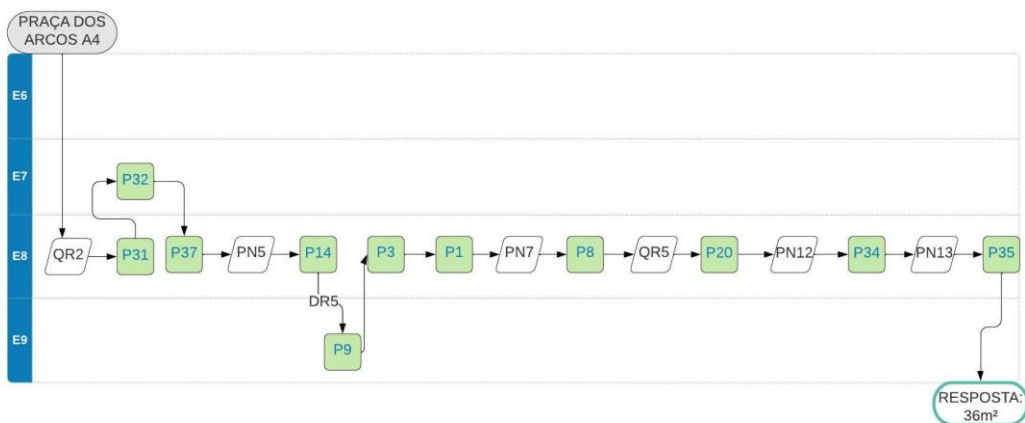 PRAÇA DOS
ARCOS A4
E6
E7
P32
E8
QR2
P31
P37
PN5
P14
P3
P1
PN7
P8
QR5
P20
PN12
P34
PN13
P35
DR5
E9
P9
RESPOSTA:
36m²